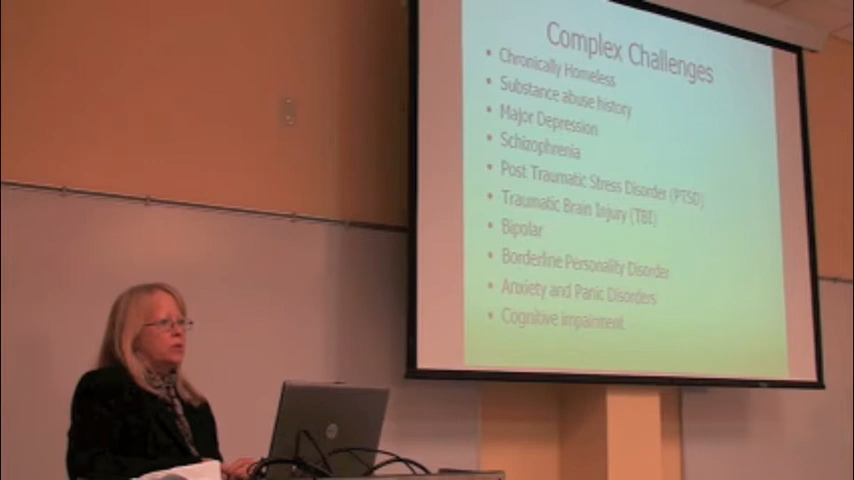 Complex Challenges
• Chronically Homeless
• Substance abuse history
• Major Depression
• Schizophrenia
• Post Traumatic Stress Disorder (PTSD)
• Traumatic Brain Injury (TBI)
• Bipolar
• Borderline Personality Disorder
• Anxiety and Panic Disorders
• Cognitive impairment
hp